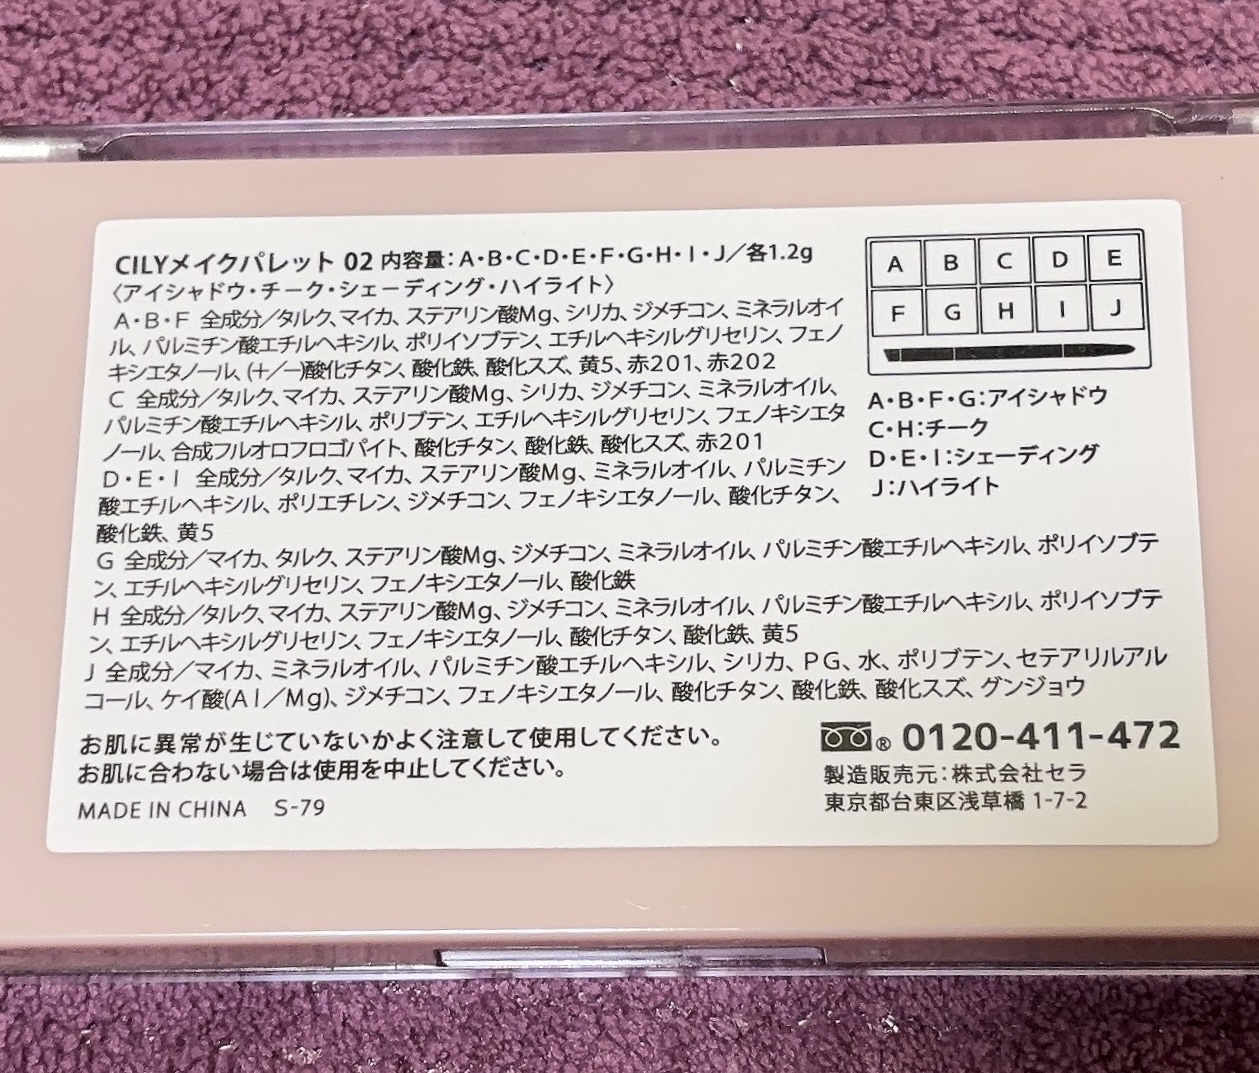 CILYメイクパレット 02 内容量：A・B・C・D・E・F・G・H・I・J／各1.2g
〈アイシャドウ・チーク・シェーディング・ハイライト〉
A・B・F 全成分／タルク、マイカ、ステアリン酸Mg、シリカ、ジメチコン、ミネラルオイ
ル、パルミチン酸エチルヘキシル、ポリイソブテン、エチルヘキシルグリセリン、フェノ
キシエタノール、(＋/－)酸化チタン、酸化鉄、酸化スズ、黄5、赤201、赤202
C 全成分／タルク、マイカ、ステアリン酸Mg、シリカ、ジメチコン、ミネラルオイル、
パルミチン酸エチルヘキシル、ポリブテン、エチルヘキシルグリセリン、フェノキシエタ
ノール、合成フルオロフロゴパイト、酸化チタン、酸化鉄、酸化スズ、赤201
D・E・I 全成分／タルク、マイカ、ステアリン酸Mg、ミネラルオイル、パルミチン
酸エチルヘキシル、ポリエチレン、ジメチコン、フェノキシエタノール、酸化チタン、
酸化鉄、黄5
G 全成分／マイカ、タルク、ステアリン酸Mg、ジメチコン、ミネラルオイル、パルミチン酸エチルヘキシル、ポリイソブテ
ン、エチルヘキシルグリセリン、フェノキシエタノール、酸化鉄
H 全成分／タルク、マイカ、ステアリン酸Mg、ジメチコン、ミネラルオイル、パルミチン酸エチルヘキシル、ポリイソブテ
ン、エチルヘキシルグリセリン、フェノキシエタノール、酸化チタン、酸化鉄、黄5
J 全成分／マイカ、ミネラルオイル、パルミチン酸エチルヘキシル、シリカ、PG、水、ポリブテン、セテアリルアル
コール、ケイ酸(Al／Mg)、ジメチコン、フェノキシエタノール、酸化チタン、酸化鉄、酸化スズ、グンジョウ
お肌に異常が生じていないかよく注意して使用してください。
お肌に合わない場合は使用を中止してください。
MADE IN CHINA S-79
A B C D E
F G H I J
A・B・F・G：アイシャドウ
C・H：チーク
D・E・I：シェーディング
J：ハイライト
® 0120-411-472
製造販売元：株式会社セラ
東京都台東区浅草橋 1-7-2